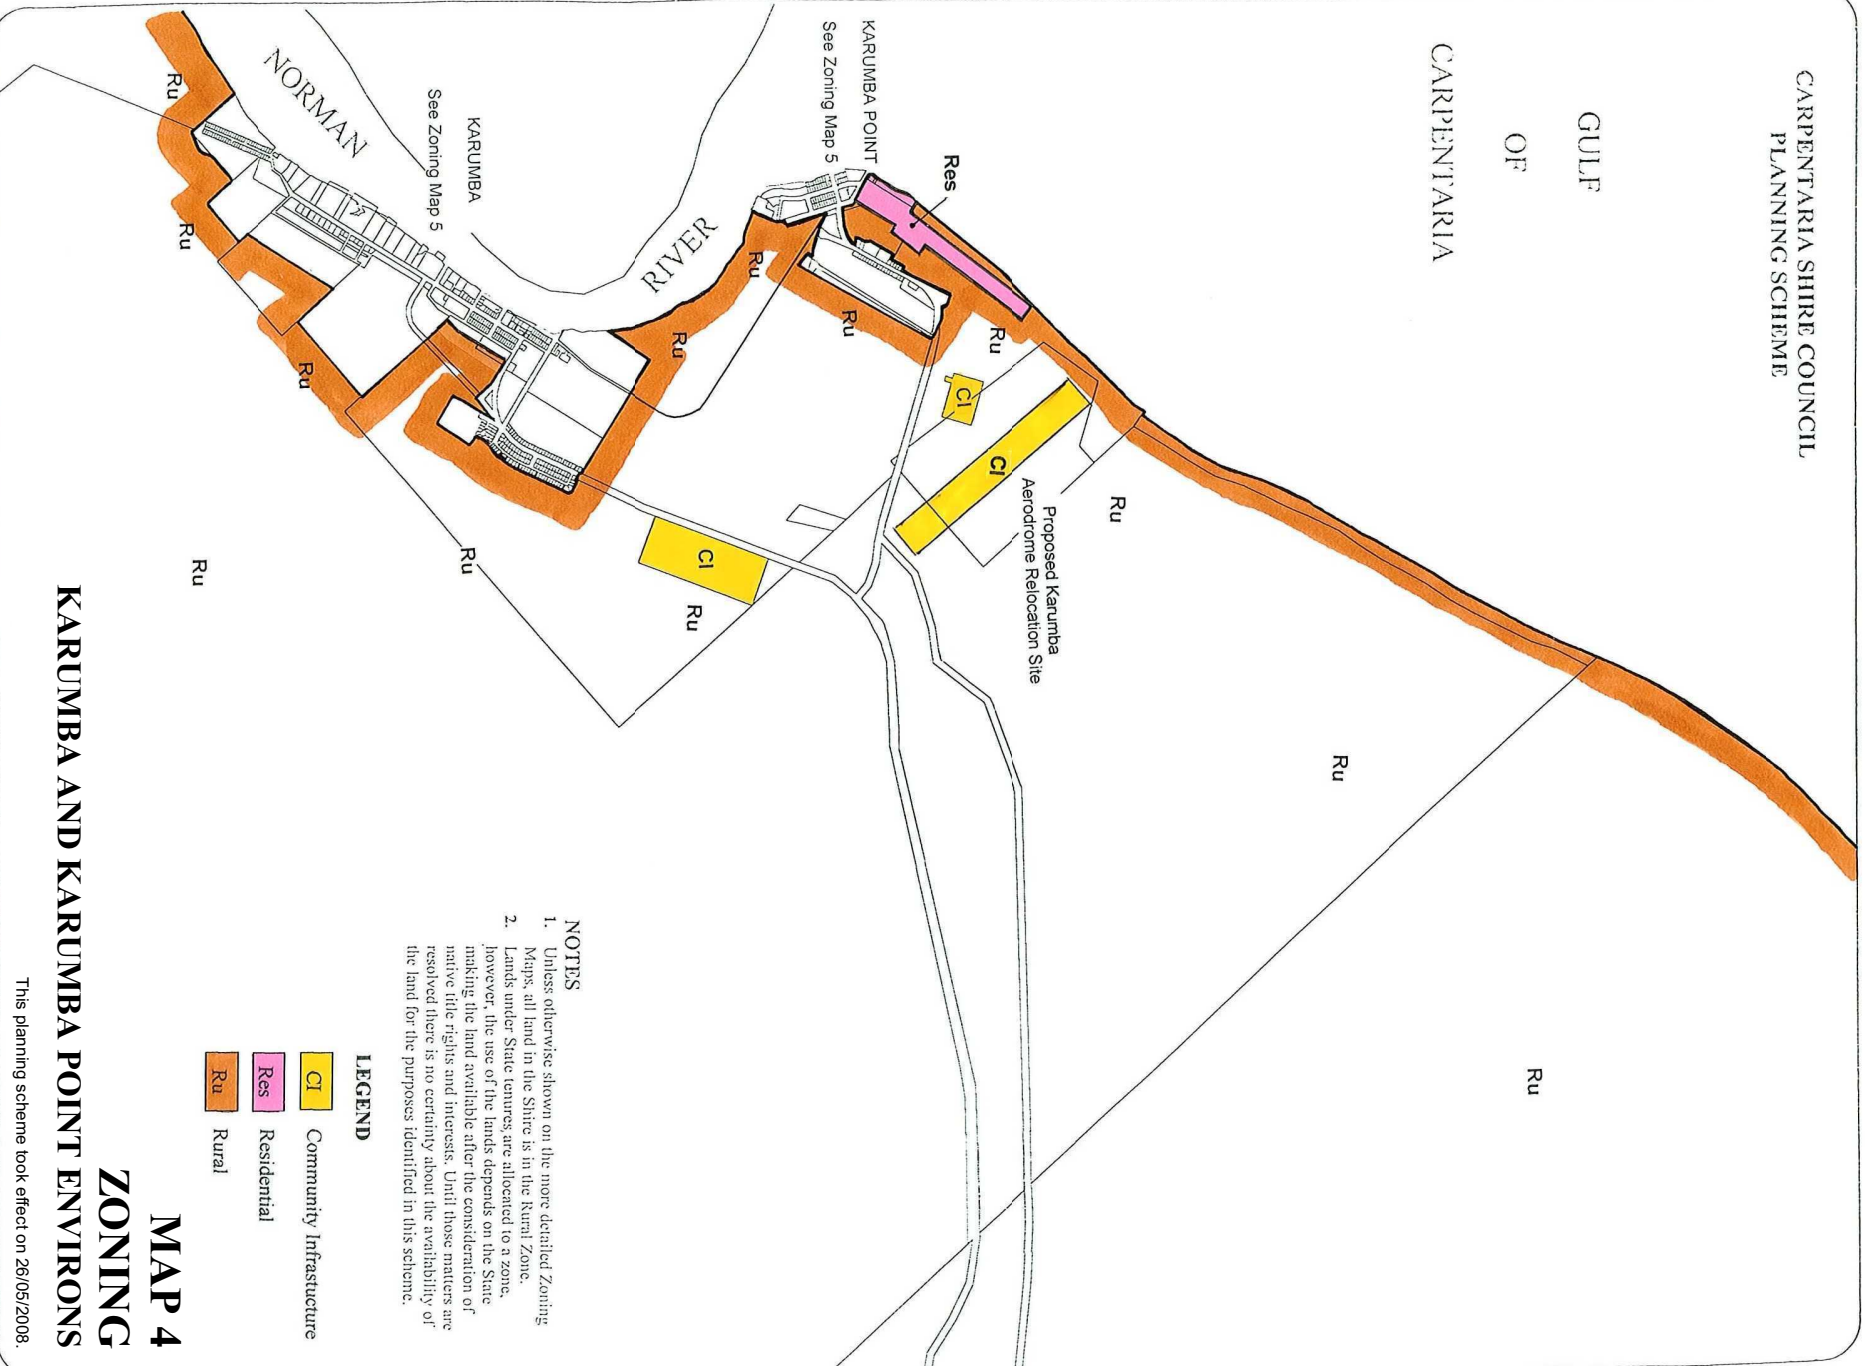 CARPENTARIA SHIRE COUNCIL
PLANNING SCHEME
GULF
OF
CARPENTARIA
KARUMBA POINT
See Zoning Map 5
Res
KARUMBA
See Zoning Map 5
NORMAN
RIVER
Ru
Ru
Ru
Ru
Ru
Ru
Ru
CI
CI
Proposed Karumba
Aerodrome Relocation Site
Ru
CI
Ru
Ru
Ru
Ru
Ru
NOTES
1. Unless otherwise shown on the more detailed Zoning
Maps, all land in the Shire is in the Rural Zone.
2. Lands under State tenures, are allocated to a zone,
however, the use of the lands depends on the State
making the land available after the consideration of
native title rights and interests. Until those matters are
resolved there is no certainty about the availability of
the land for the purposes identified in this scheme.
LEGEND
CI Community Infrastucture
Res Residential
Ru Rural
MAP 4
ZONING
KARUMBA AND KARUMBA POINT ENVIRONS
This planning scheme took effect on 26/05/2008.